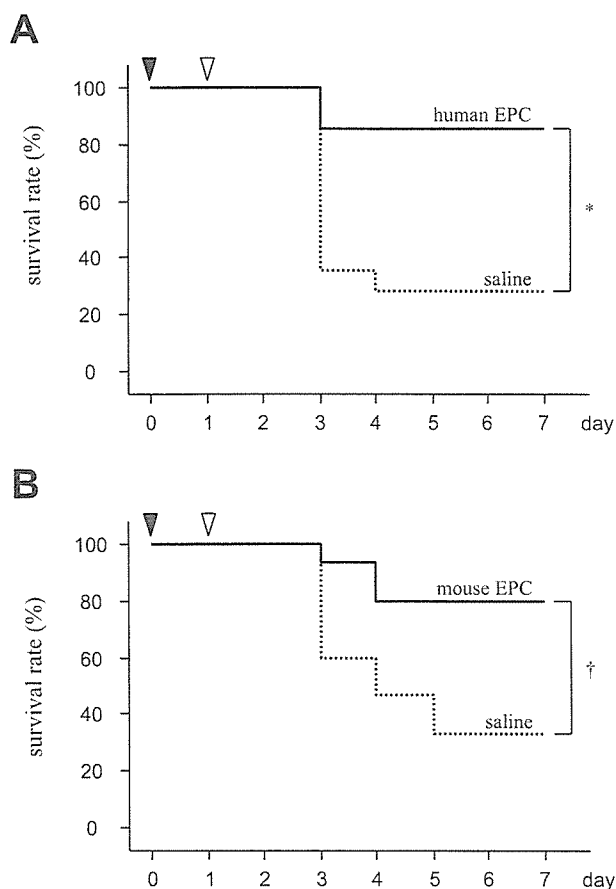 A
survival rate (%)
100
80
60
40
20
0
human EPC
*
saline
0 1 2 3 4 5 6 7 day
B
survival rate (%)
100
80
60
40
20
0
mouse EPC
†
saline
0 1 2 3 4 5 6 7 day